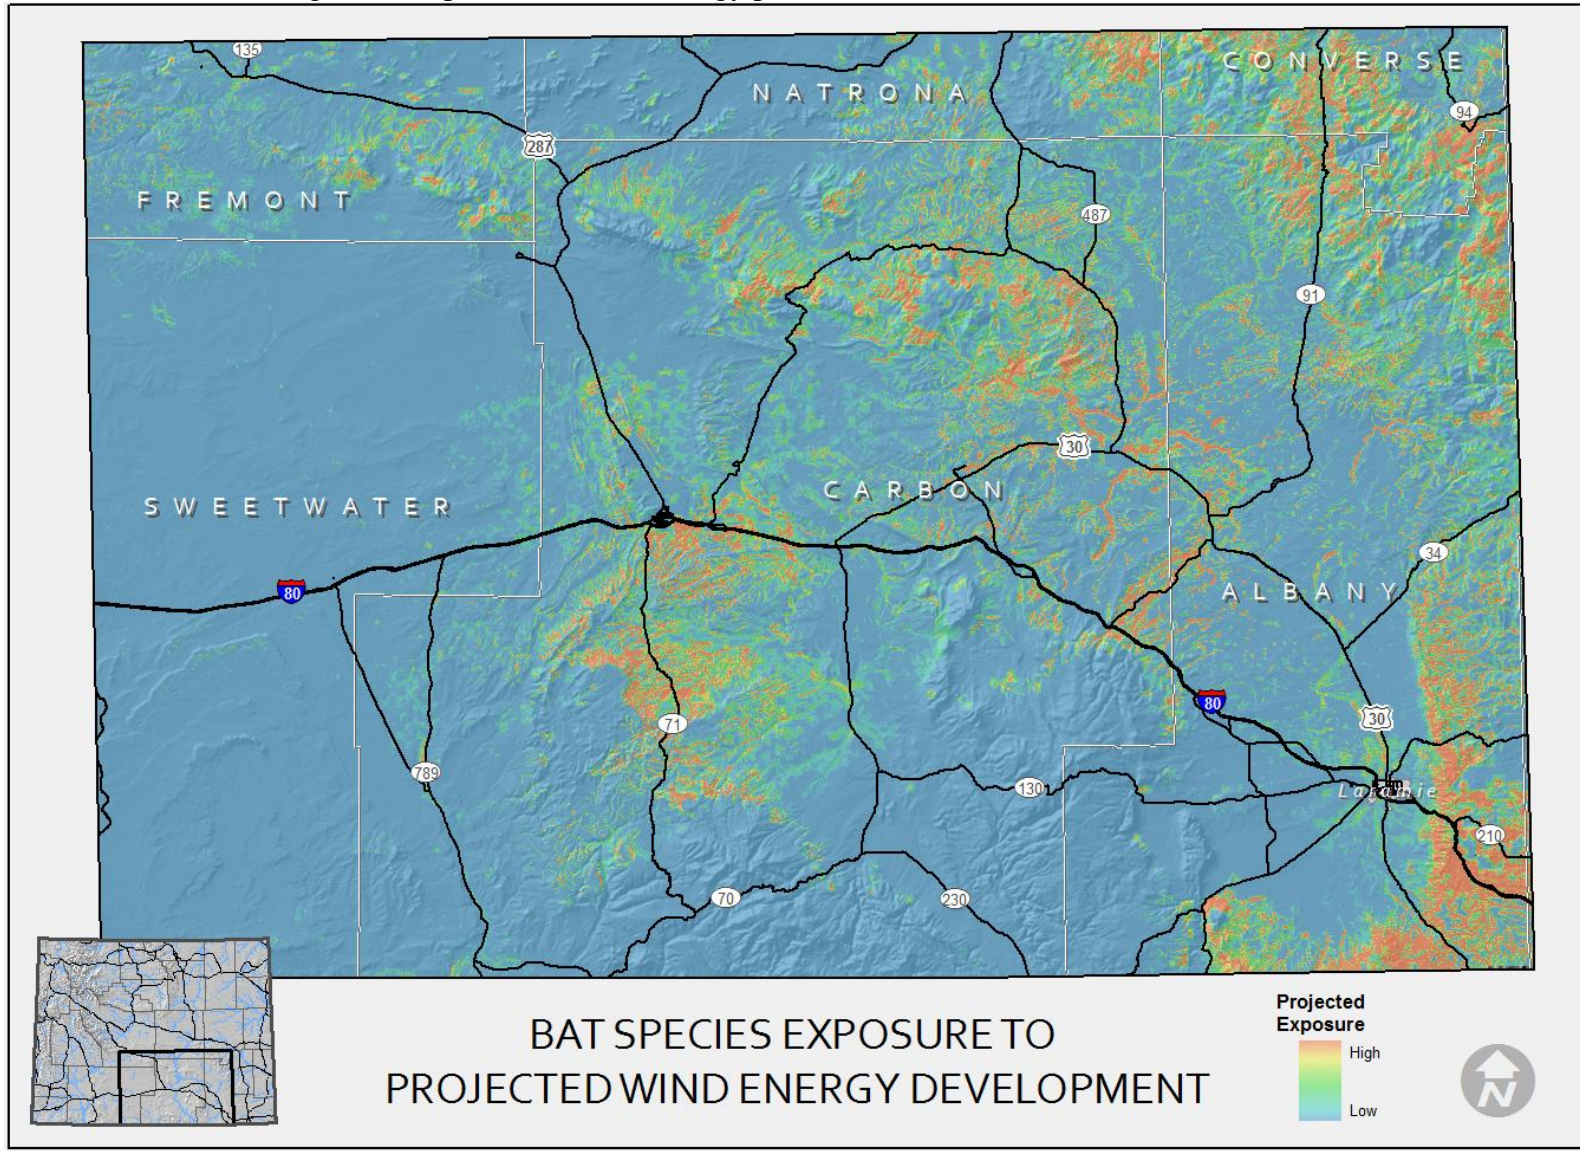 135
CONVERSE
NATRONA
94
287
FREMONT
487
91
30
CARBON
SWEETWATER
34
80
ALBANY
80
30
71
789
130
Laramie
210
70
230
Projected
Exposure
High
Low
BAT SPECIES EXPOSURE TO
PROJECTED WIND ENERGY DEVELOPMENT
N